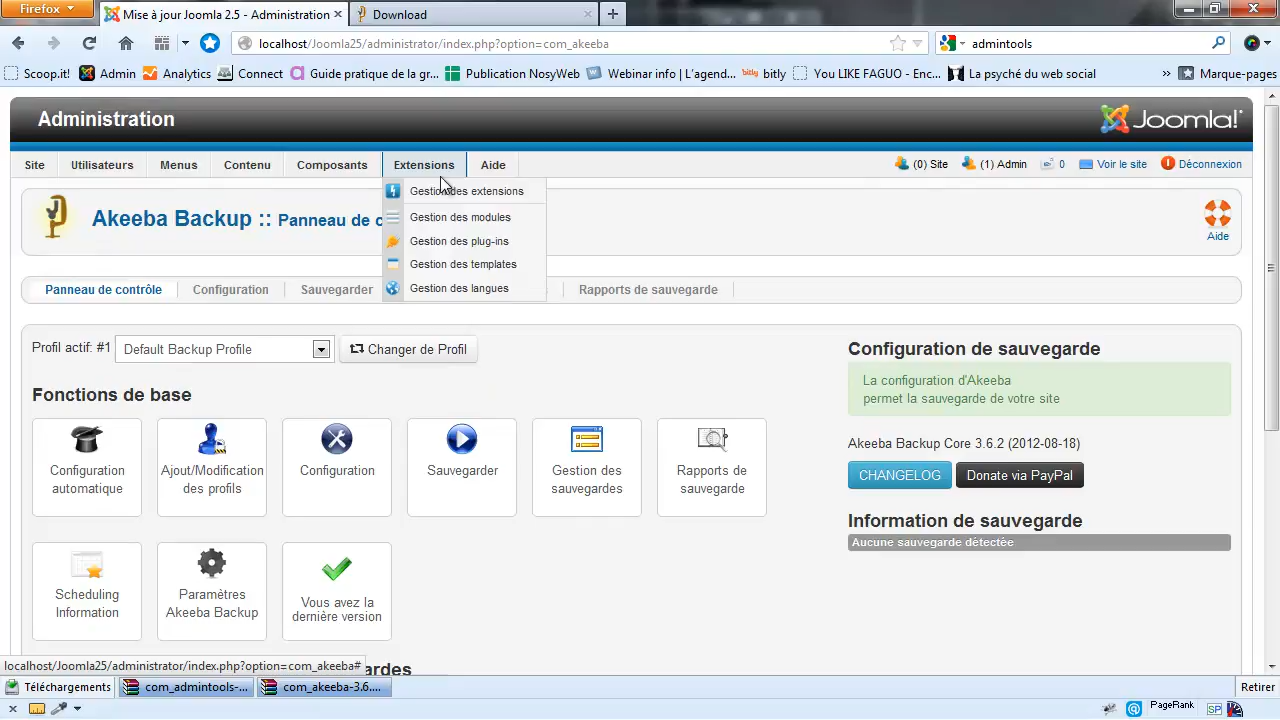 Firefox
Mise à jour Joomla 2.5 - Administration
Download
localhost/Joomla25/administrator/index.php?option=com_akeeba
admintools
Scoop.it!
Admin
Analytics
Connect
Guide pratique de la gr...
Publication NosyWeb
Webinar info | L'agend...
bitly
bitly
You LIKE FAGUO - Enc...
La psyché du web social
»
Marque-pages
Administration
Joomla!
Site
Utilisateurs
Menus
Contenu
Composants
Extensions
Aide
(0) Site
(1) Admin
0
Voir le site
Déconnexion
Gestion des extensions
Gestion des modules
Gestion des plug-ins
Gestion des templates
Gestion des langues
Akeeba Backup :: Panneau de c
Aide
Panneau de contrôle
Configuration
Sauvegarder
Rapports de sauvegarde
Profil actif: #1
Default Backup Profile
Changer de Profil
Fonctions de base
Configuration
automatique
Ajout/Modification
des profils
Configuration
Sauvegarder
Gestion des
sauvegardes
Rapports de
sauvegarde
Scheduling
Information
Paramètres
Akeeba Backup
Vous avez la
dernière version
Configuration de sauvegarde
La configuration d'Akeeba
permet la sauvegarde de votre site
Akeeba Backup Core 3.6.2 (2012-08-18)
CHANGELOG
Donate via PayPal
Information de sauvegarde
Aucune sauvegarde détectée
localhost/Joomla25/administrator/index.php?option=com_akeeba#
ardes
Téléchargements
com_admintools-...
com_akeeba-3.6....
Retirer
PageRank
SP